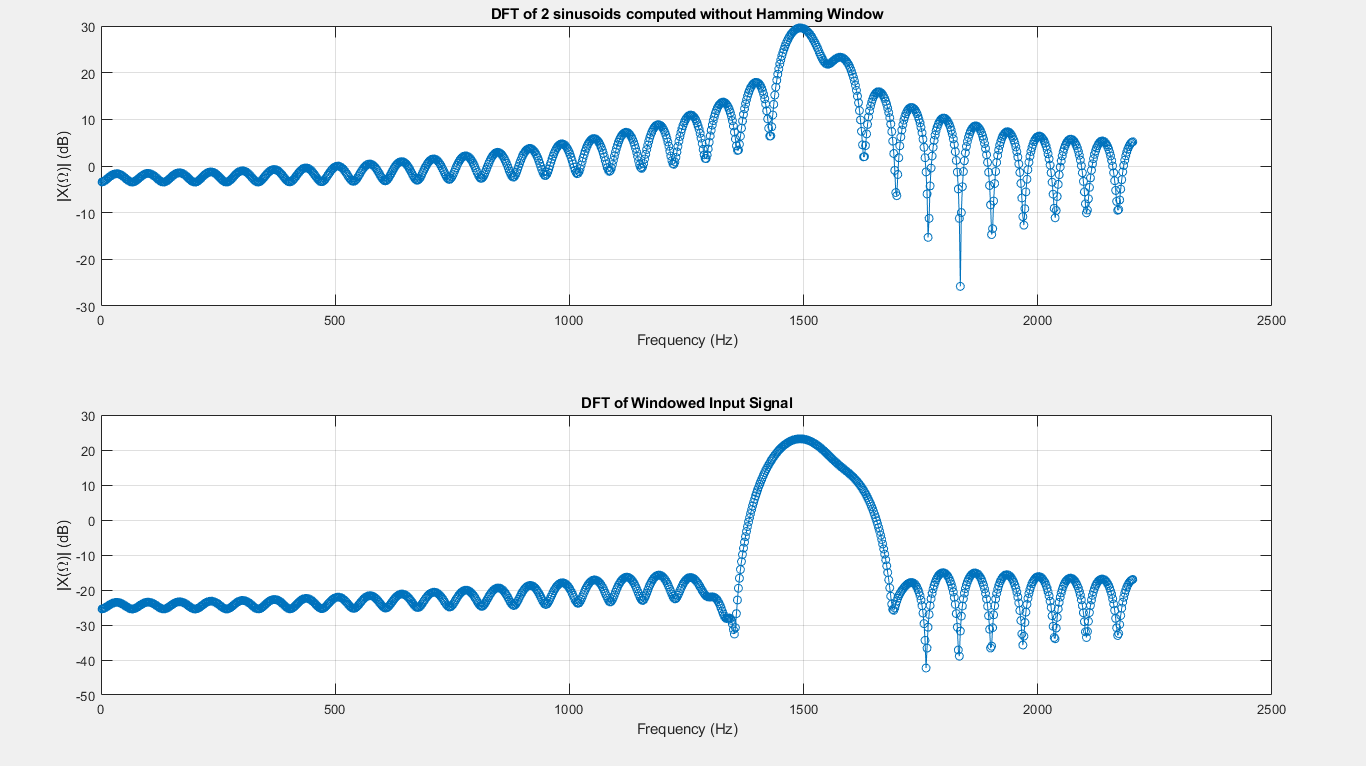 DFT of 2 sinusoids computed without Hamming Window
30
20
10
0
-10
-20
-30
|X(Ω)| (dB)
0 500 1000 1500 2000 2500
Frequency (Hz)
DFT of Windowed Input Signal
30
20
10
0
-10
-20
-30
-40
-50
|X(Ω)| (dB)
0 500 1000 1500 2000 2500
Frequency (Hz)